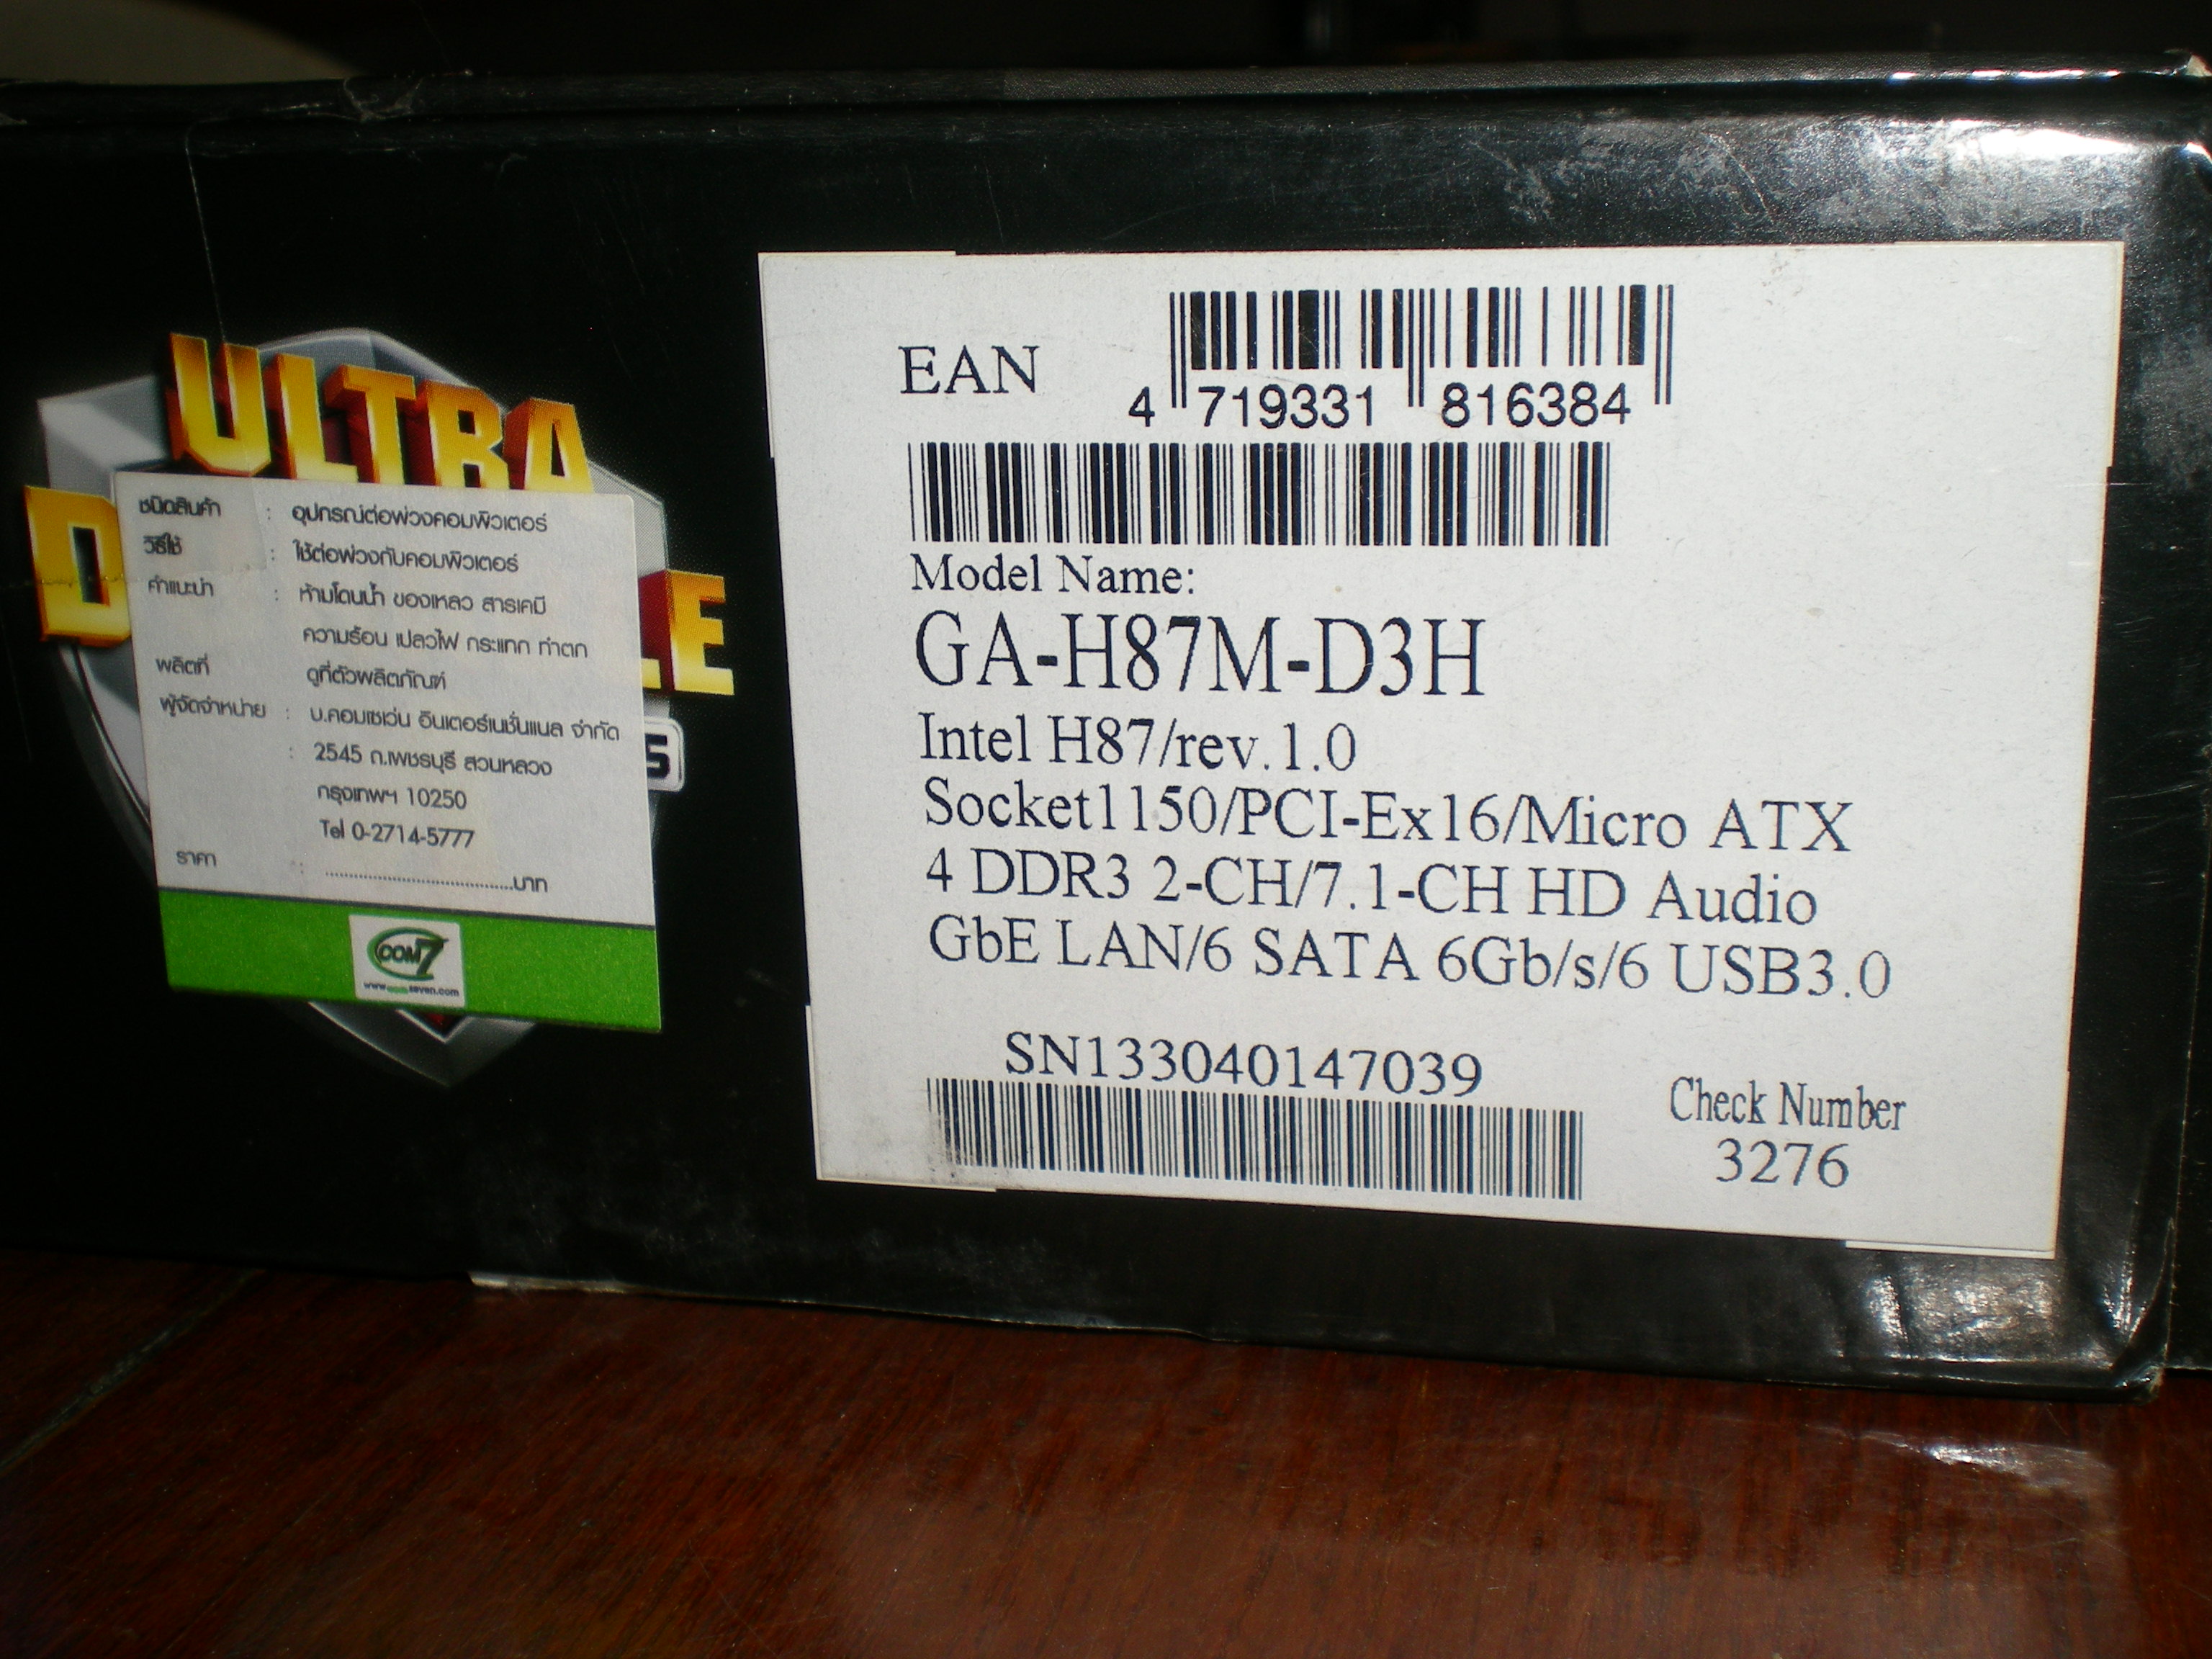 ULTRA
ชนิดสินค้า : อุปกรณ์ต่อพ่วงคอมพิวเตอร์
วิธีใช้ : ใช้ต่อพ่วงกับคอมพิวเตอร์
คำแนะนำ : ห้ามโดนน้ำ ของเหลว สารเคมี
ความร้อน เปลวไฟ กระแทก ทำตก
ผลิตที่ ดูที่ตัวผลิตภัณฑ์
ผู้จัดจำหน่าย : บ.คอมเซเว่น อินเตอร์เนชั่นแนล จำกัด
: 2545 ถ.เพชรบุรี สวนหลวง
กรุงเทพฯ 10250
Tel 0-2714-5777
ราคา : ........................................บาท
COM7
www.comseven.com
EAN
4 719331 816384
Model Name:
GA-H87M-D3H
Intel H87/rev.1.0
Socket1150/PCI-Ex16/Micro ATX
4 DDR3 2-CH/7.1-CH HD Audio
GbE LAN/6 SATA 6Gb/s/6 USB3.0
SN133040147039
Check Number
3276